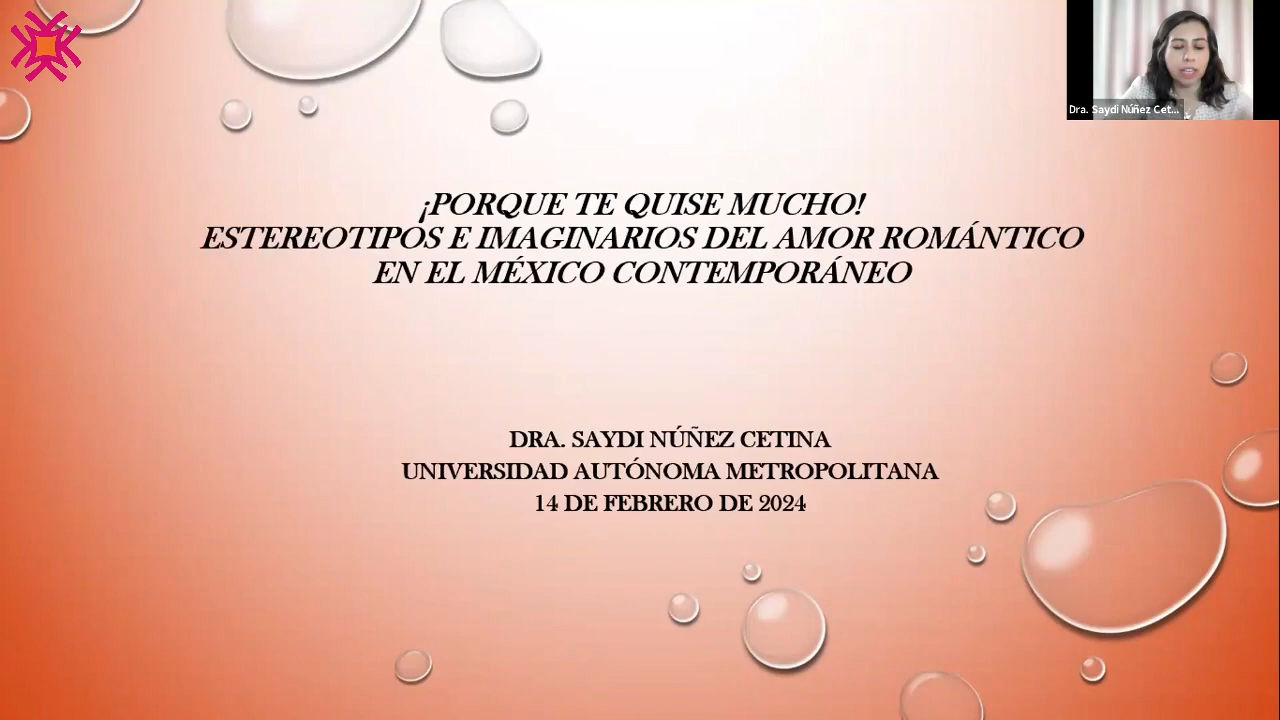 Dra. Saydi Núñez Cet...
¡PORQUE TE QUISE MUCHO!
ESTEREOTIPOS E IMAGINARIOS DEL AMOR ROMÁNTICO
EN EL MÉXICO CONTEMPORÁNEO
DRA. SAYDI NÚÑEZ CETINA
UNIVERSIDAD AUTÓNOMA METROPOLITANA
14 DE FEBRERO DE 2024